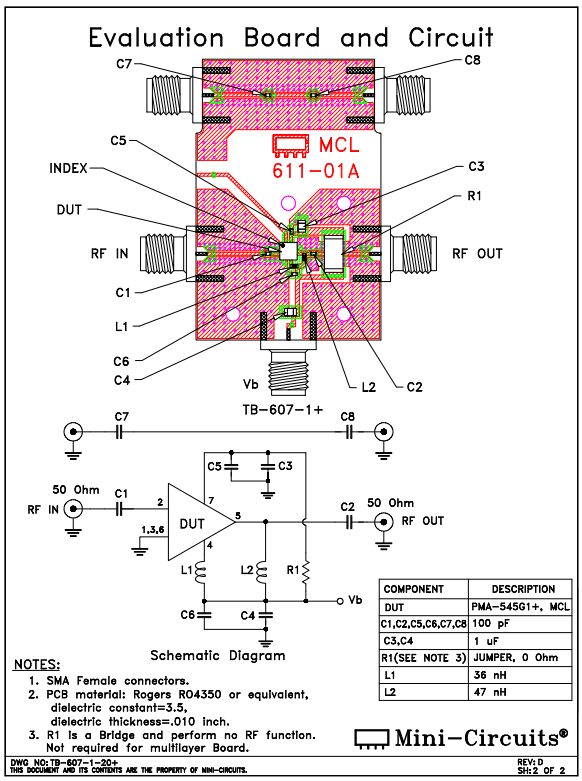 Evaluation Board and Circuit
C7
C8
C5
MCL
611-01A
INDEX
C3
DUT
R1
RF IN
RF OUT
C1
L1
C6
C4
Vb
L2
C2
TB-607-1+
C7
C8
C5
C3
50 Ohm
C1
7
C2
50 Ohm
RF IN
2
DUT
5
RF OUT
1,3,6
4
L1
L2
R1
Vb
C6
C4
Schematic Diagram
COMPONENT DESCRIPTION
DUT PMA-545G1+, MCL
C1,C2,C5,C6,C7,C8 100 pF
C3,C4 1 uF
R1(SEE NOTE 3) JUMPER, 0 Ohm
L1 36 nH
L2 47 nH
NOTES:
1. SMA Female connectors.
2. PCB material: Rogers RO4350 or equivalent,
dielectric constant=3.5,
dielectric thickness=.010 inch.
3. R1 is a Bridge and perform no RF function.
Not required for multilayer Board.
Mini-Circuits®
DWG NO: TB-607-1-20+
THIS DOCUMENT AND ITS CONTENTS ARE THE PROPERTY OF MINI-CIRCUITS.
REV: D
SH: 2 OF 2